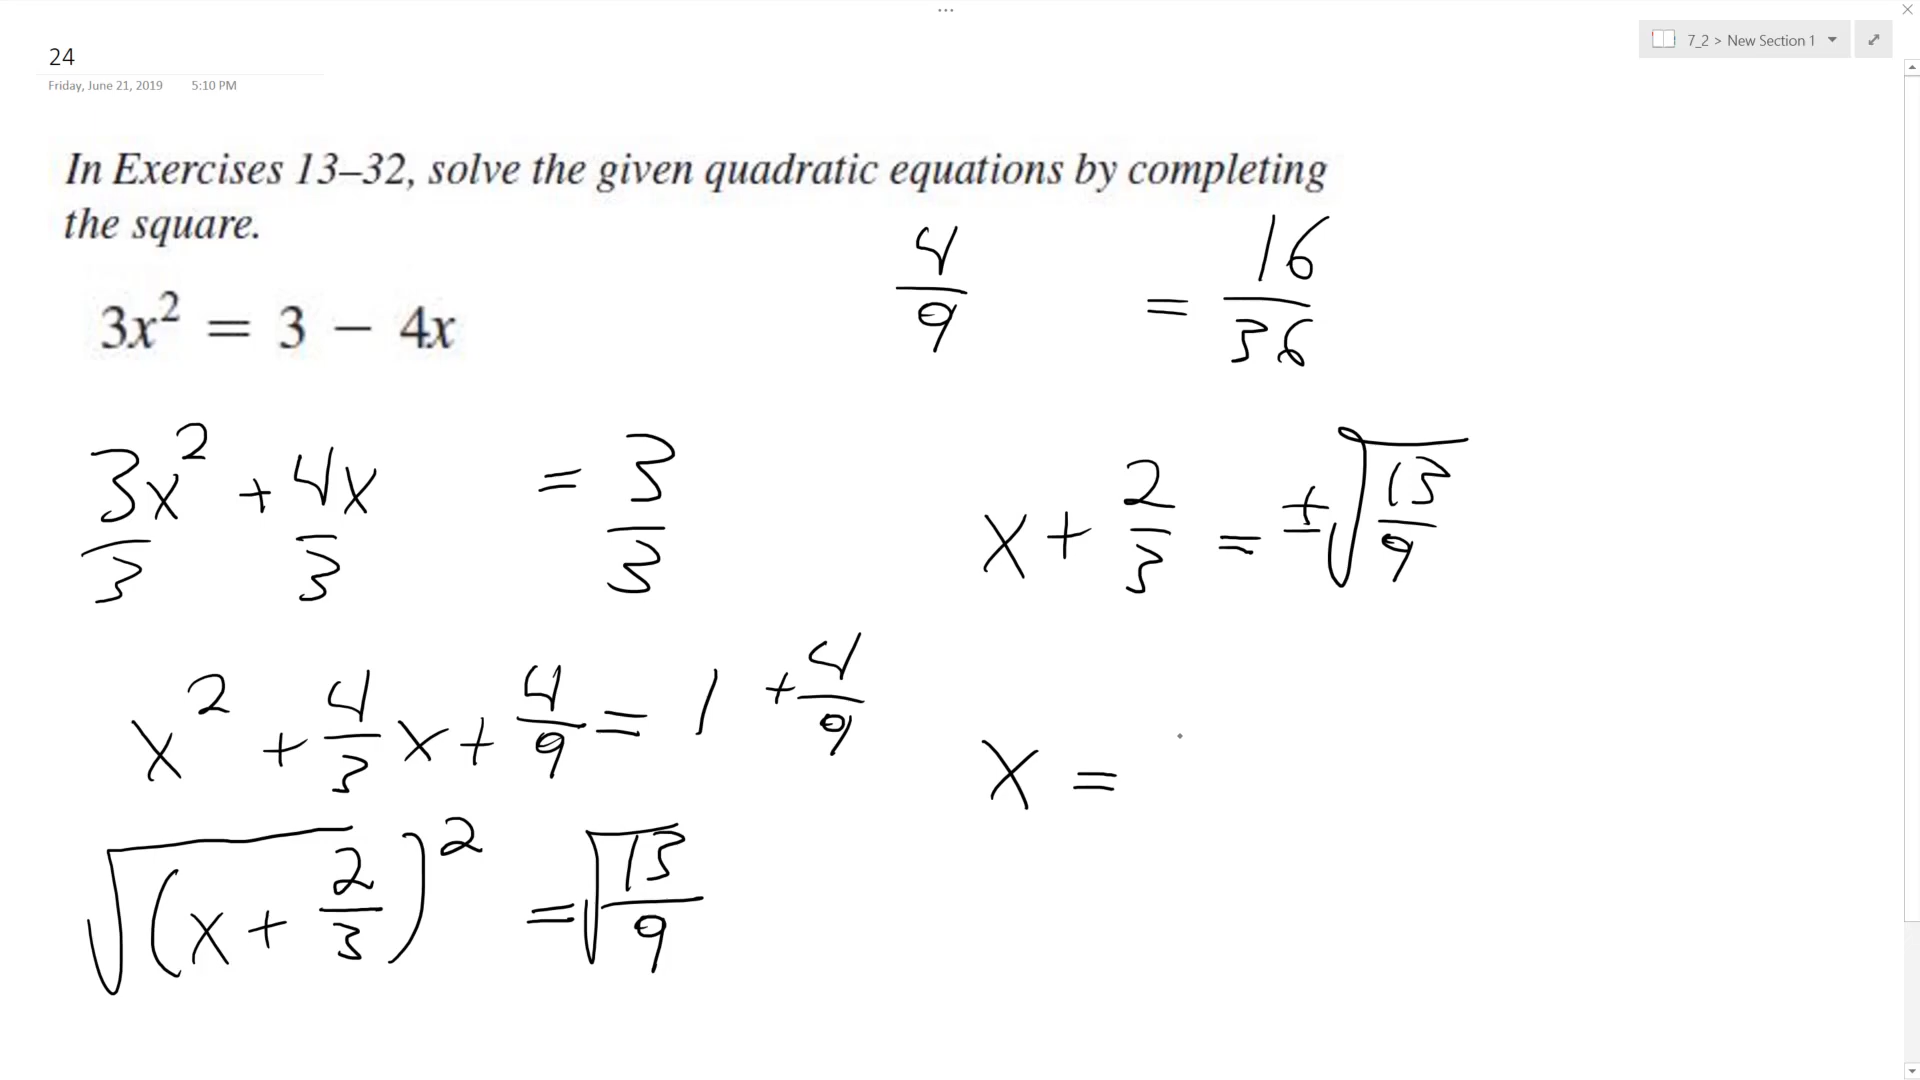 24
Friday, June 21, 2019 5:10 PM
7_2 > New Section 1
In Exercises 13–32, solve the given quadratic equations by completing
the square.
3x² = 3 − 4x
4/9 = 16/36
3x²/3 + 4x/3 = 3/3
x² + 4/3 x + 4/9 = 1 + 4/9
√(x + 2/3)² = √13/9
x + 2/3 = ±√13/9
x =